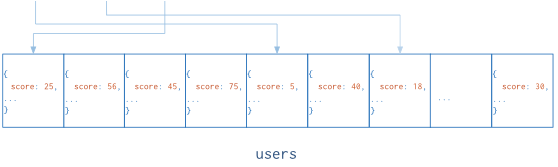 { { { { { { { {
score: 25, score: 56, score: 45, score: 75, score: 5, score: 40, score: 18, score: 30,
... ... ... ... ... ... ... ... ...
} } } } } } } }
users